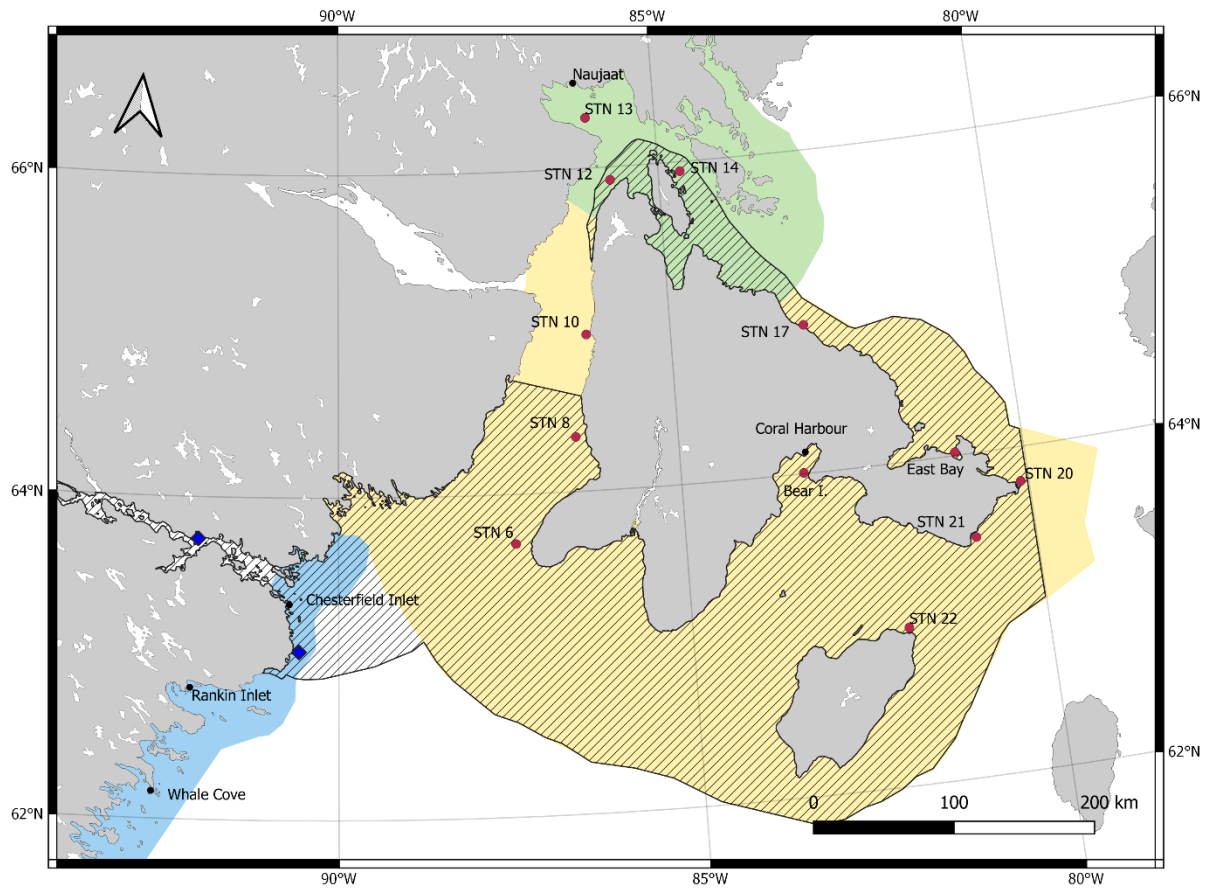 90°W
85°W
80°W
Naujaat
66°N
STN 13
66°N
STN 12
STN 14
STN 10
STN 17
STN 8
Coral Harbour
64°N
East Bay
STN 20
Bear I.
64°N
STN 21
STN 6
Chesterfield Inlet
STN 22
Rankin Inlet
62°N
Whale Cove
0
100
200 km
62°N
90°W
85°W
80°W